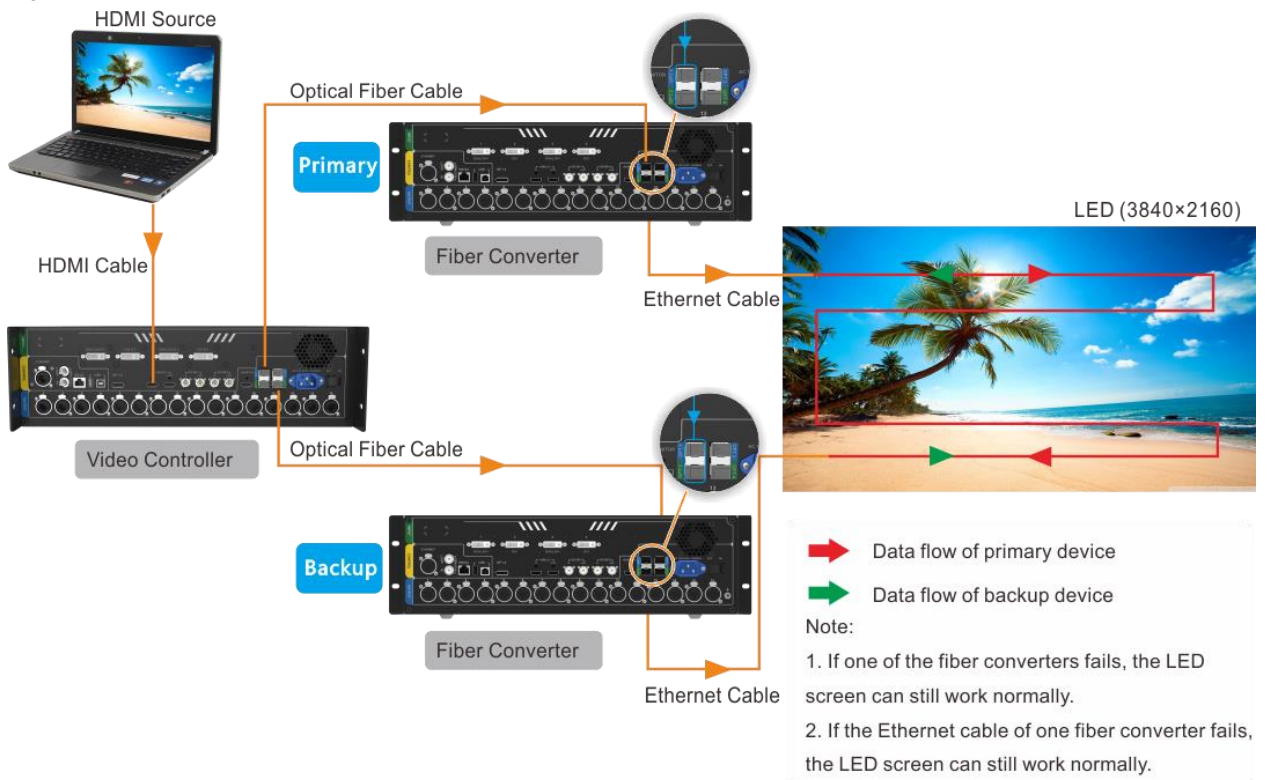 HDMI Source
Optical Fiber Cable
Primary
LED (3840×2160)
Fiber Converter
HDMI Cable
Ethernet Cable
Optical Fiber Cable
Video Controller
Backup
Data flow of primary device
Data flow of backup device
Note:
Fiber Converter
1. If one of the fiber converters fails, the LED
screen can still work normally.
Ethernet Cable
2. If the Ethernet cable of one fiber converter fails,
the LED screen can still work normally.